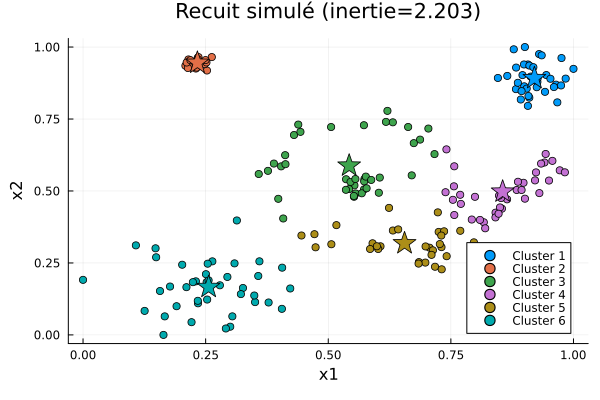 Recuit simulé (inertie=2.203)
1.00
0.75
0.50
0.25
0.00
x2
Cluster 1
Cluster 2
Cluster 3
Cluster 4
Cluster 5
Cluster 6
0.00 0.25 0.50 0.75 1.00
x1